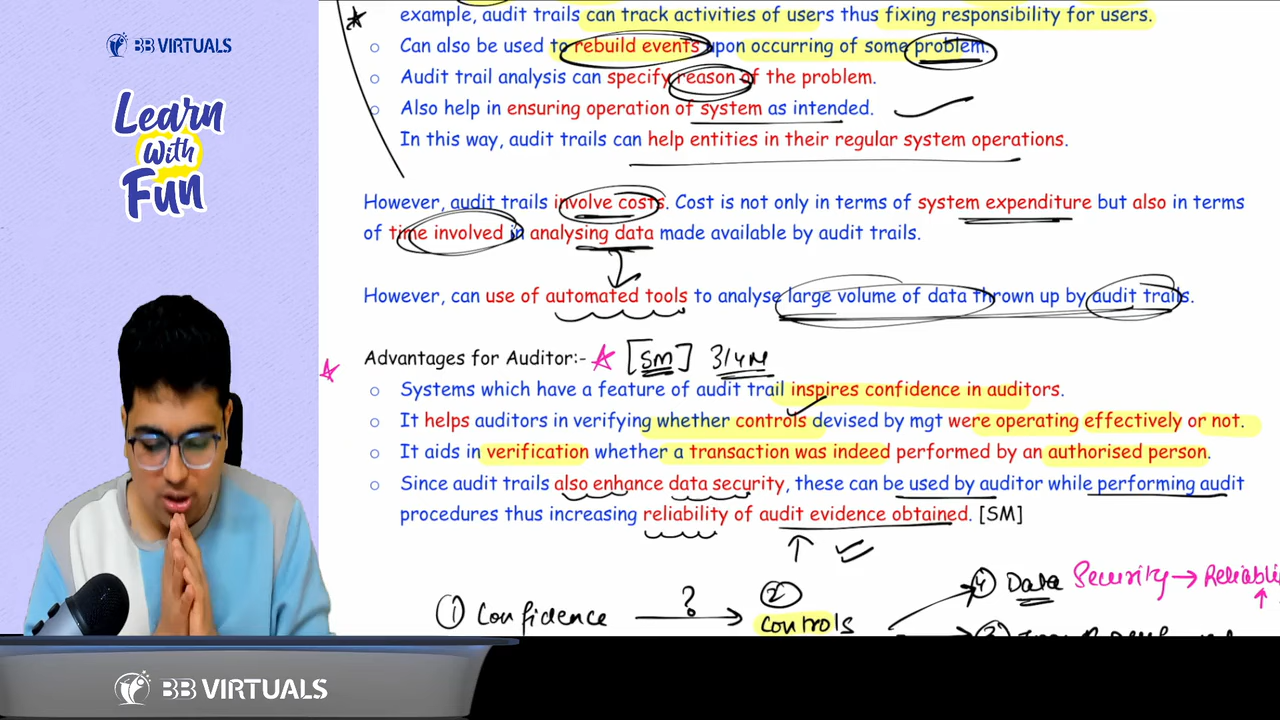 BB VIRTUALS
Learn
With
Fun
example, audit trails can track activities of users thus fixing responsibility for users.
o Can also be used to rebuild events upon occurring of some problem.
o Audit trail analysis can specify reason of the problem.
o Also help in ensuring operation of system as intended.
In this way, audit trails can help entities in their regular system operations.
However, audit trails involve costs. Cost is not only in terms of system expenditure but also in terms
of time involved in analysing data made available by audit trails.
However, can use of automated tools to analyse large volume of data thrown up by audit trails.
Advantages for Auditor:- [SM] 3/4M
o Systems which have a feature of audit trail inspires confidence in auditors.
o It helps auditors in verifying whether controls devised by mgt were operating effectively or not.
o It aids in verification whether a transaction was indeed performed by an authorised person.
o Since audit trails also enhance data security, these can be used by auditor while performing audit
procedures thus increasing reliability of audit evidence obtained. [SM]
④ Data Security → Reliabili
① Confidence ? → ② controls
BB VIRTUALS